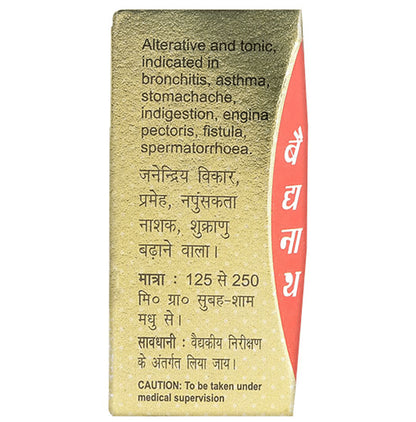 Alterative and tonic,
indicated in
bronchitis, asthma,
stomachache,
indigestion, engina
pectoris, fistula,
spermatorrhoea.
जनेन्द्रिय विकार,
प्रमेह, नपुंसकता
नाशक, शुक्राणु
बढ़ाने वाला।
मात्रा : 125 से 250
मि० ग्रा० सुबह-शाम
मधु से।
सावधानी : वैद्यकीय निरीक्षण
के अंतर्गत लिया जाय।
CAUTION: To be taken under
medical supervision
बैद्यनाथ